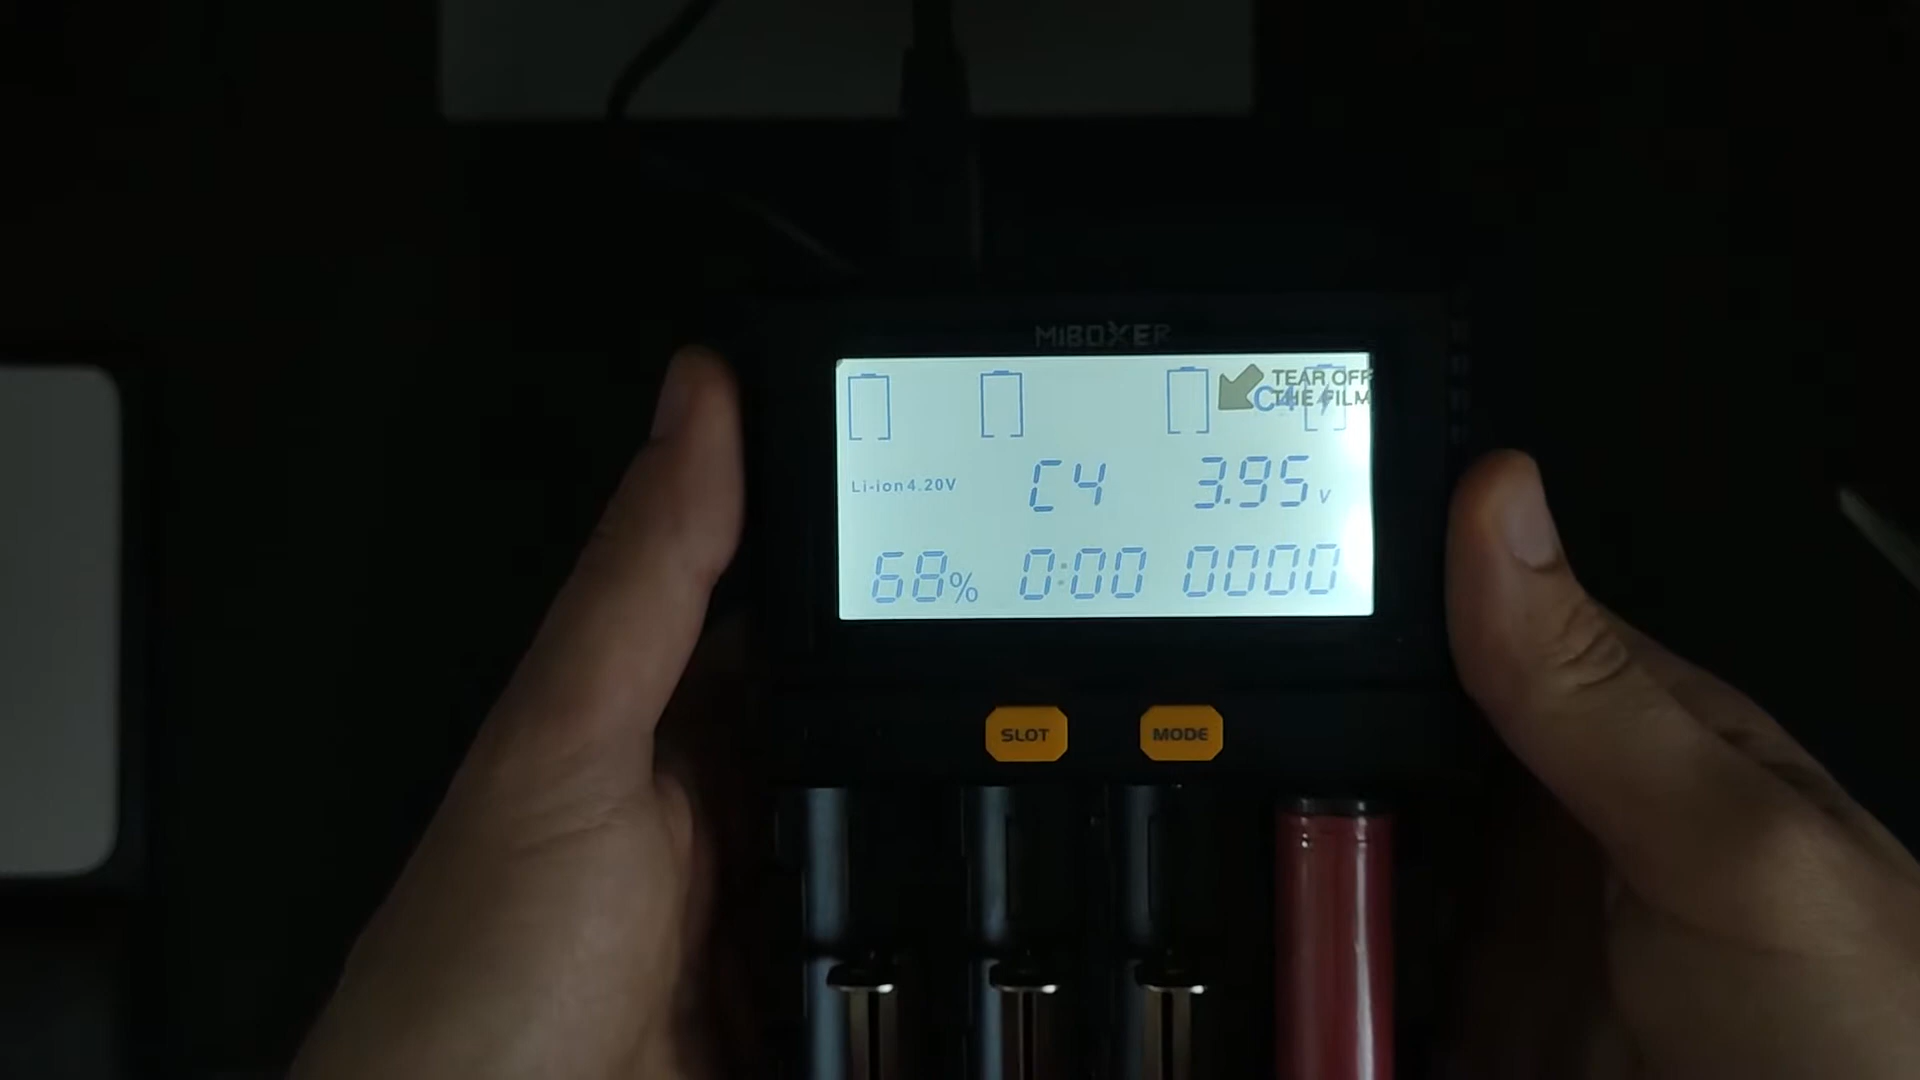 MiBOXER
TEAR OFF
THE FILM
C4
Li-ion 4.20V
C4
3.95 V
68%
0:00
0000
SLOT
MODE